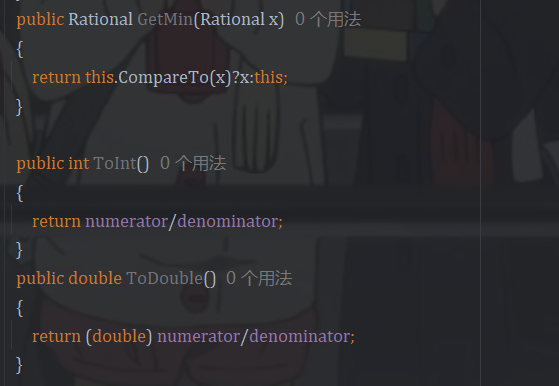 public Rational GetMin(Rational x) 0 个用法
{
return this.CompareTo(x)?x:this;
}
public int ToInt() 0 个用法
{
return numerator/denominator;
}
public double ToDouble() 0 个用法
{
return (double) numerator/denominator;
}